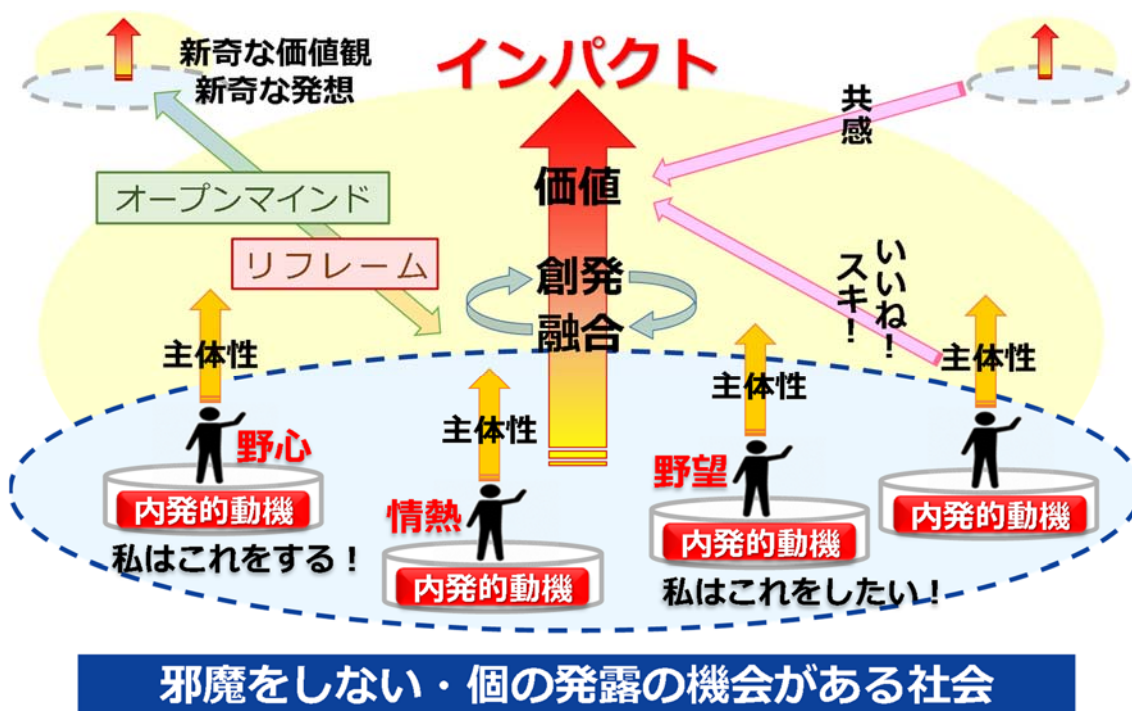 新奇な価値観
新奇な発想
インパクト
共感
オープンマインド
リフレーム
価値
創発
融合
いいね！
スキ！
主体性
主体性
主体性
主体性
野心
情熱
野望
内発的動機
内発的動機
内発的動機
内発的動機
私はこれをする！
私はこれをしたい！
邪魔をしない・個の発露の機会がある社会